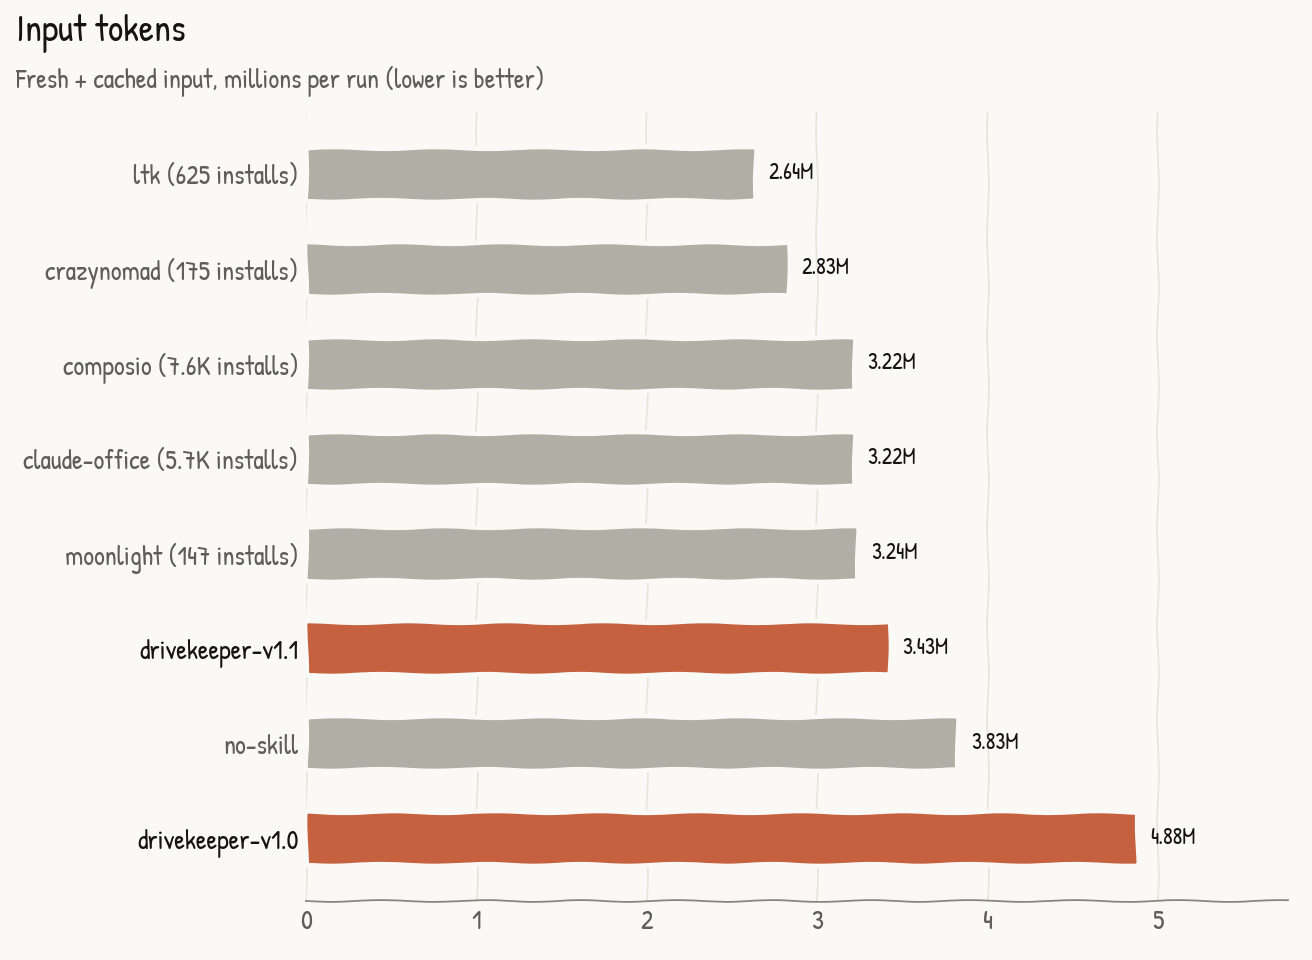 Input tokens
Fresh + cached input, millions per run (lower is better)
ltk (625 installs) 2.64M
crazynomad (175 installs) 2.83M
composio (7.6K installs) 3.22M
claude-office (5.7K installs) 3.22M
moonlight (147 installs) 3.24M
drivekeeper-v1.1 3.43M
no-skill 3.83M
drivekeeper-v1.0 4.88M
0 1 2 3 4 5